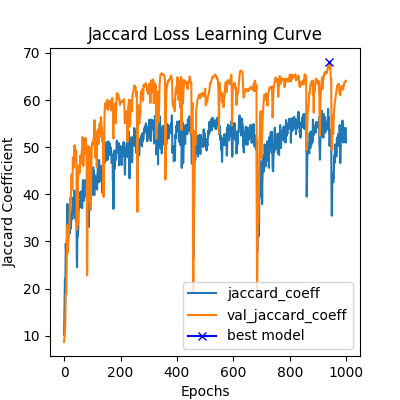 Jaccard Loss Learning Curve
70
60
50
40
30
20
10
Jaccard Coefficient
jaccard_coeff
val_jaccard_coeff
best model
0
200
400
600
800
1000
Epochs